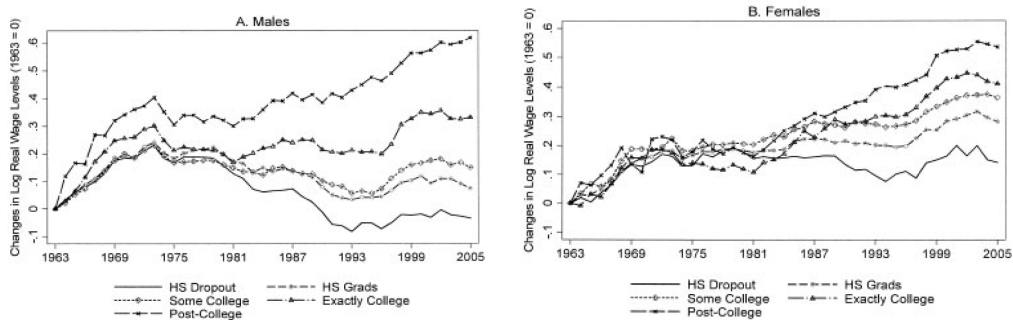 A. Males
Changes in Log Real Wage Levels (1963 = 0)
.6
.5
.4
.3
.2
.1
0
-.1
1963 1969 1975 1981 1987 1993 1999 2005
HS Dropout HS Grads
Some College Exactly College
Post-College
B. Females
Changes in Log Real Wage Levels (1963 = 0)
.6
.5
.4
.3
.2
.1
0
-.1
1963 1969 1975 1981 1987 1993 1999 2005
HS Dropout HS Grads
Some College Exactly College
Post-College